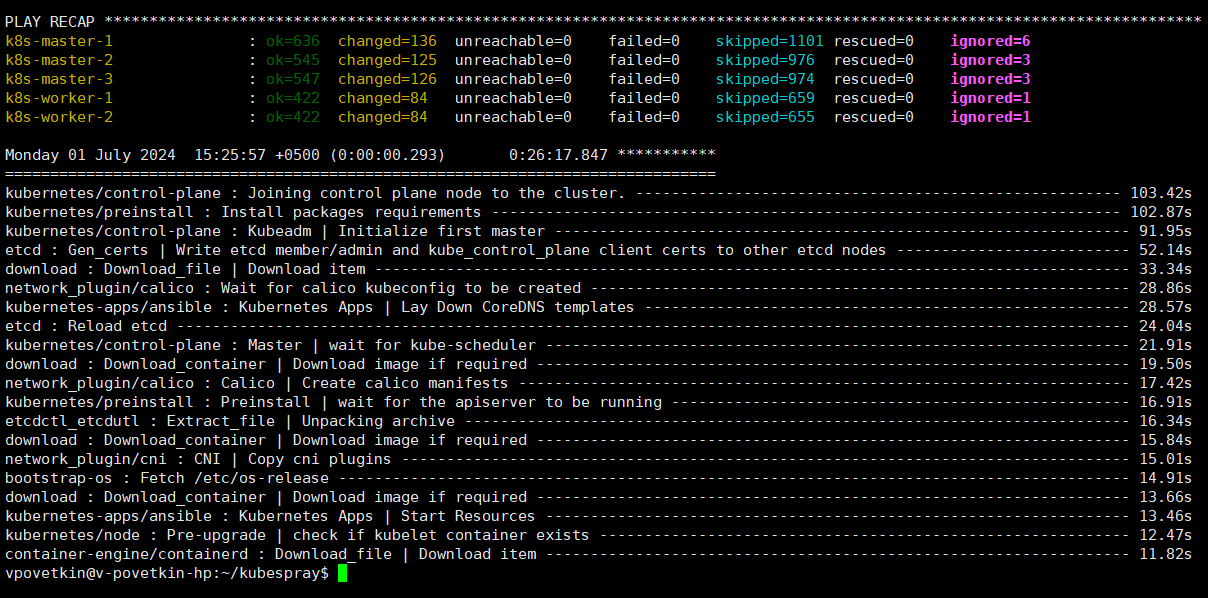 PLAY RECAP **************************************************************************************************************************
k8s-master-1               : ok=636  changed=136  unreachable=0    failed=0    skipped=1101 rescued=0    ignored=6
k8s-master-2               : ok=545  changed=125  unreachable=0    failed=0    skipped=976  rescued=0    ignored=3
k8s-master-3               : ok=547  changed=126  unreachable=0    failed=0    skipped=974  rescued=0    ignored=3
k8s-worker-1               : ok=422  changed=84   unreachable=0    failed=0    skipped=659  rescued=0    ignored=1
k8s-worker-2               : ok=422  changed=84   unreachable=0    failed=0    skipped=655  rescued=0    ignored=1
Monday 01 July 2024  15:25:57 +0500 (0:00:00.293)       0:26:17.847 ***********
===============================================================================
kubernetes/control-plane : Joining control plane node to the cluster. ------------------------------------------------------ 103.42s
kubernetes/preinstall : Install packages requirements ---------------------------------------------------------------------- 102.87s
kubernetes/control-plane : Kubeadm | Initialize first master ---------------------------------------------------------------- 91.95s
etcd : Gen_certs | Write etcd member/admin and kube_control_plane client certs to other etcd nodes -------------------------- 52.14s
download : Download_file | Download item ------------------------------------------------------------------------------------ 33.34s
network_plugin/calico : Wait for calico kubeconfig to be created ------------------------------------------------------------ 28.86s
kubernetes-apps/ansible : Kubernetes Apps | Lay Down CoreDNS templates ------------------------------------------------------ 28.57s
etcd : Reload etcd ---------------------------------------------------------------------------------------------------------- 24.04s
kubernetes/control-plane : Master | wait for kube-scheduler ----------------------------------------------------------------- 21.91s
download : Download_container | Download image if required ------------------------------------------------------------------ 19.50s
network_plugin/calico : Calico | Create calico manifests -------------------------------------------------------------------- 17.42s
kubernetes/preinstall : Preinstall | wait for the apiserver to be running --------------------------------------------------- 16.91s
etcdctl_etcdutl : Extract_file | Unpacking archive -------------------------------------------------------------------------- 16.34s
download : Download_container | Download image if required ------------------------------------------------------------------ 15.84s
network_plugin/cni : CNI | Copy cni plugins --------------------------------------------------------------------------------- 15.01s
bootstrap-os : Fetch /etc/os-release ---------------------------------------------------------------------------------------- 14.91s
download : Download_container | Download image if required ------------------------------------------------------------------ 13.66s
kubernetes-apps/ansible : Kubernetes Apps | Start Resources ----------------------------------------------------------------- 13.46s
kubernetes/node : Pre-upgrade | check if kubelet container exists ----------------------------------------------------------- 12.47s
container-engine/containerd : Download_file | Download item ----------------------------------------------------------------- 11.82s
vpovetkin@v-povetkin-hp:~/kubespray$